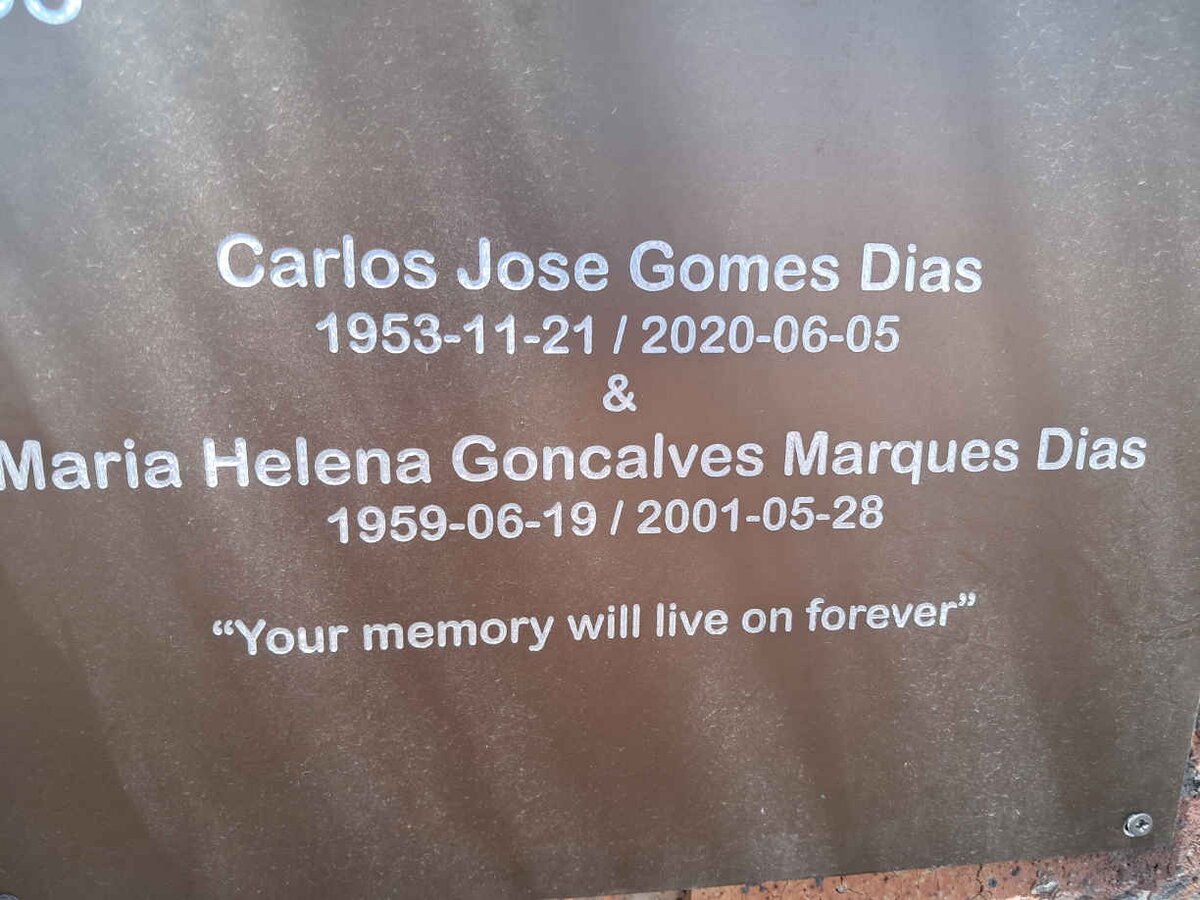 Carlos Jose Gomes Dias
1953-11-21 / 2020-06-05
&
Maria Helena Goncalves Marques Dias
1959-06-19 / 2001-05-28
“Your memory will live on forever”